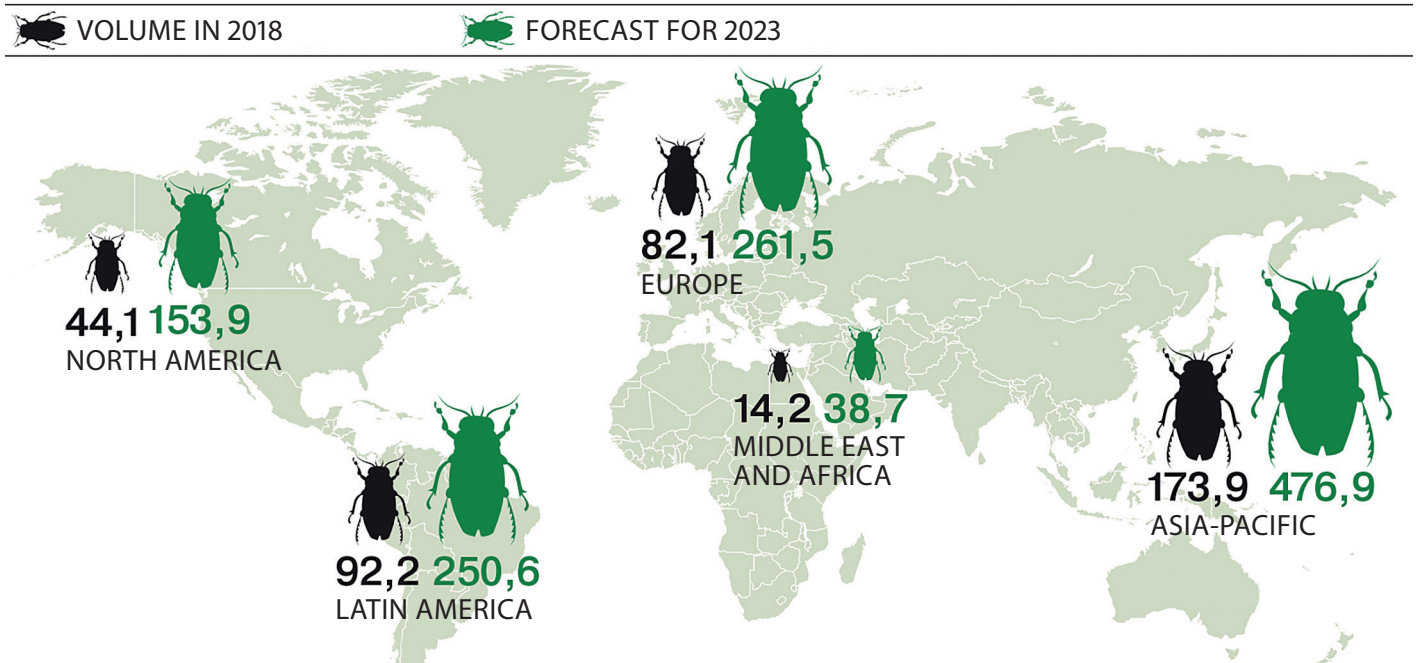 VOLUME IN 2018
FORECAST FOR 2023
82,1 261,5
EUROPE
44,1 153,9
NORTH AMERICA
14,2 38,7
MIDDLE EAST
AND AFRICA
173,9 476,9
ASIA-PACIFIC
92,2 250,6
LATIN AMERICA